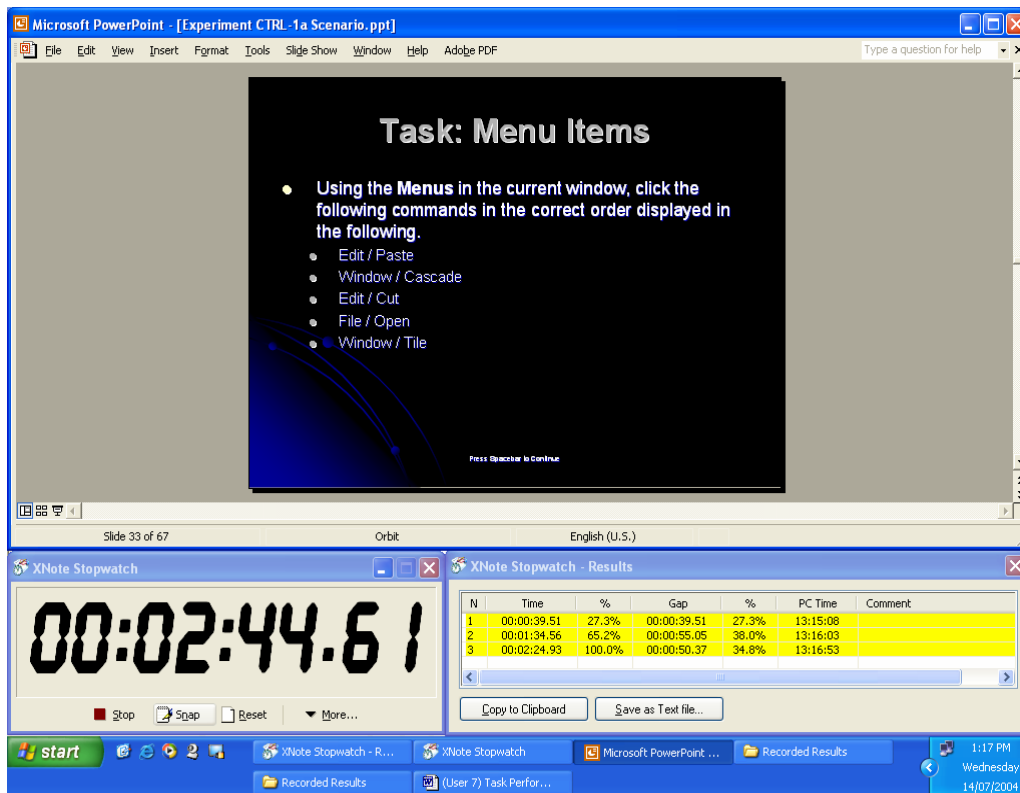 Microsoft PowerPoint - [Experiment CTRL-1a Scenario.ppt]
File Edit View Insert Format Tools Slide Show Window Help Adobe PDF Type a question for help
Task: Menu Items
Using the Menus in the current window, click the
following commands in the correct order displayed in
the following.
Edit / Paste
Window / Cascade
Edit / Cut
File / Open
Window / Tile
Press Spacebar to Continue
Slide 33 of 67 Orbit English (U.S.)
XNote Stopwatch
00:02:44.61
Stop Snap Reset More...
XNote Stopwatch - Results
N Time % Gap % PC Time Comment
1 00:00:39.51 27.3% 00:00:39.51 27.3% 13:15:08
2 00:01:34.56 65.2% 00:00:55.05 38.0% 13:16:03
3 00:02:24.93 100.0% 00:00:50.37 34.8% 13:16:53
Copy to Clipboard Save as Text file...
start XNote Stopwatch - R... XNote Stopwatch Microsoft PowerPoint ... Recorded Results 1:17 PM
Wednesday
Recorded Results (User 7) Task Perfor... 14/07/2004